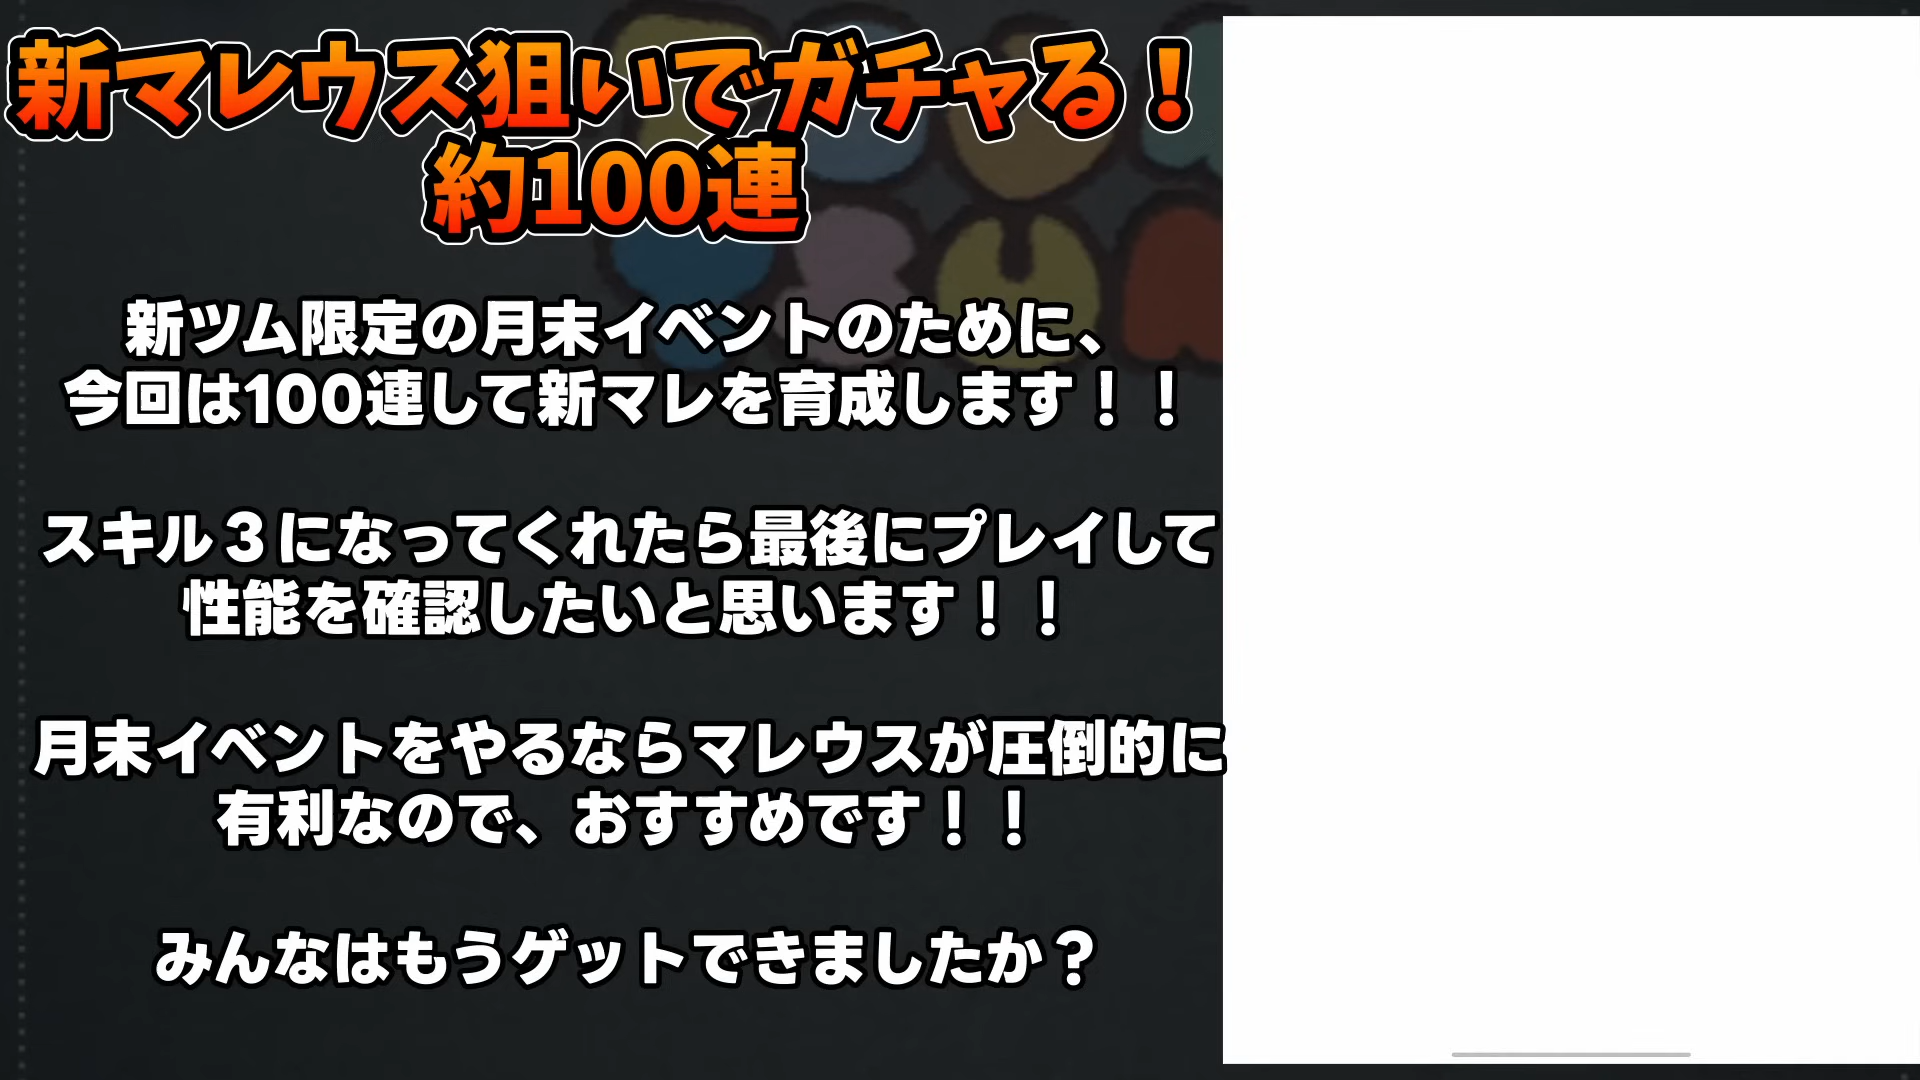 新マレウス狙いでガチャる！
約100連
新ツム限定の月末イベントのために、
今回は100連して新マレを育成します！！
スキル３になってくれたら最後にプレイして
性能を確認したいと思います！！
月末イベントをやるならマレウスが圧倒的に
有利なので、おすすめです！！
みんなはもうゲットできましたか？